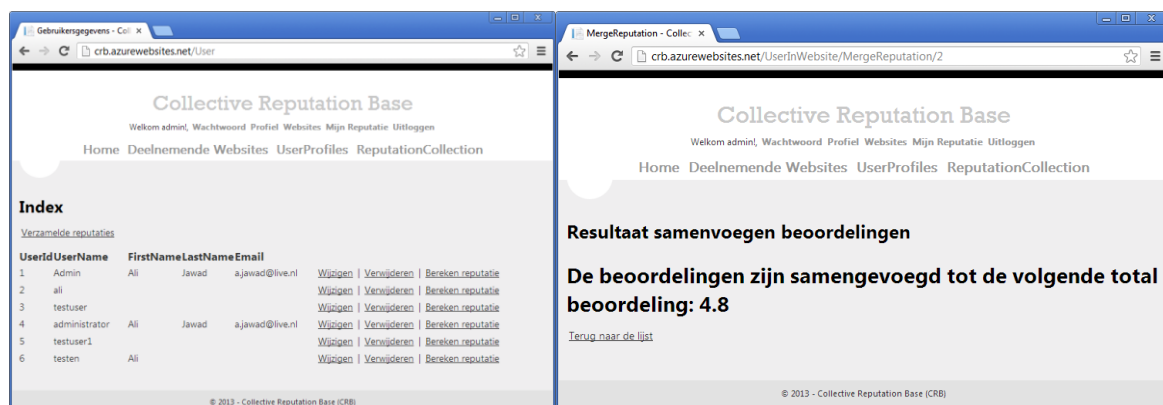 Gebruikersgegevens - Coll
crb.azurewebsites.net/User
Collective Reputation Base
Welkom admin!, Wachtwoord Profiel Websites Mijn Reputatie Uitloggen
Home Deelnemende Websites UserProfiles ReputationCollection
Index
Verzamelde reputaties
UserId UserName FirstName LastName Email
1 Admin Ali Jawad a.jawad@live.nl Wijzigen | Verwijderen | Bereken reputatie
2 ali Wijzigen | Verwijderen | Bereken reputatie
3 testuser Wijzigen | Verwijderen | Bereken reputatie
4 administrator Ali Jawad a.jawad@live.nl Wijzigen | Verwijderen | Bereken reputatie
5 testuser1 Wijzigen | Verwijderen | Bereken reputatie
6 testen Ali Wijzigen | Verwijderen | Bereken reputatie
© 2013 - Collective Reputation Base (CRB)
MergeReputation - Collec
crb.azurewebsites.net/UserInWebsite/MergeReputation/2
Collective Reputation Base
Welkom admin!, Wachtwoord Profiel Websites Mijn Reputatie Uitloggen
Home Deelnemende Websites UserProfiles ReputationCollection
Resultaat samenvoegen beoordelingen
De beoordelingen zijn samengevoegd tot de volgende total
beoordeling: 4.8
Terug naar de lijst
© 2013 - Collective Reputation Base (CRB)